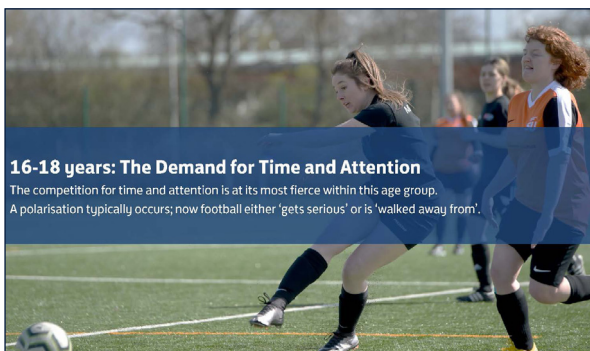 16-18 years: The Demand for Time and Attention
The competition for time and attention is at its most fierce within this age group.
A polarisation typically occurs; now football either ‘gets serious’ or is ‘walked away from’.